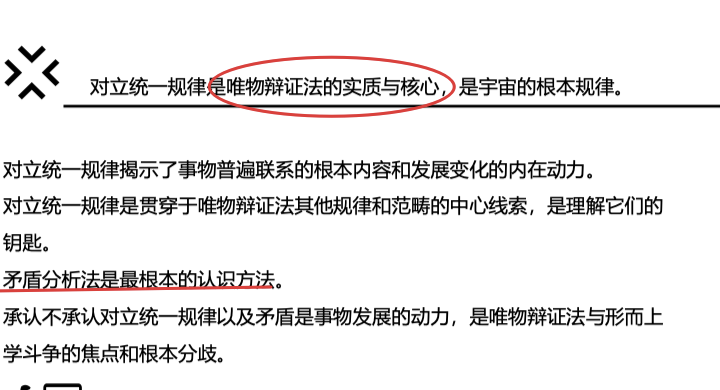 对立统一规律是唯物辩证法的实质与核心，是宇宙的根本规律。
对立统一规律揭示了事物普遍联系的根本内容和发展变化的内在动力。
对立统一规律是贯穿于唯物辩证法其他规律和范畴的中心线索，是理解它们的
钥匙。
矛盾分析法是最根本的认识方法。
承认不承认对立统一规律以及矛盾是事物发展的动力，是唯物辩证法与形而上
学斗争的焦点和根本分歧。